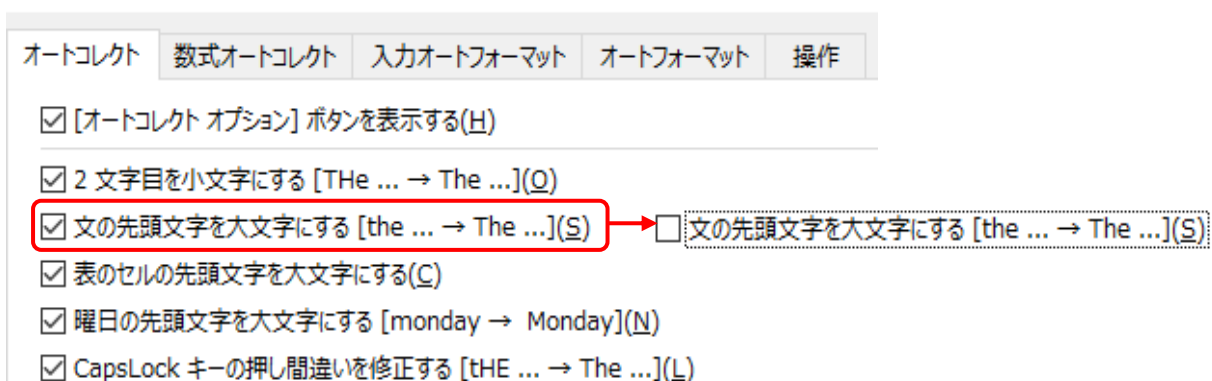 オートコレクト 数式オートコレクト 入力オートフォーマット オートフォーマット 操作
[オートコレクト オプション] ボタンを表示する(H)
2 文字目を小文字にする [THe ... → The ...](O)
文の先頭文字を大文字にする [the ... → The ...](S) 文の先頭文字を大文字にする [the ... → The ...](S)
表のセルの先頭文字を大文字にする(C)
曜日の先頭文字を大文字にする [monday → Monday](N)
CapsLock キーの押し間違いを修正する [tHE ... → The ...](L)